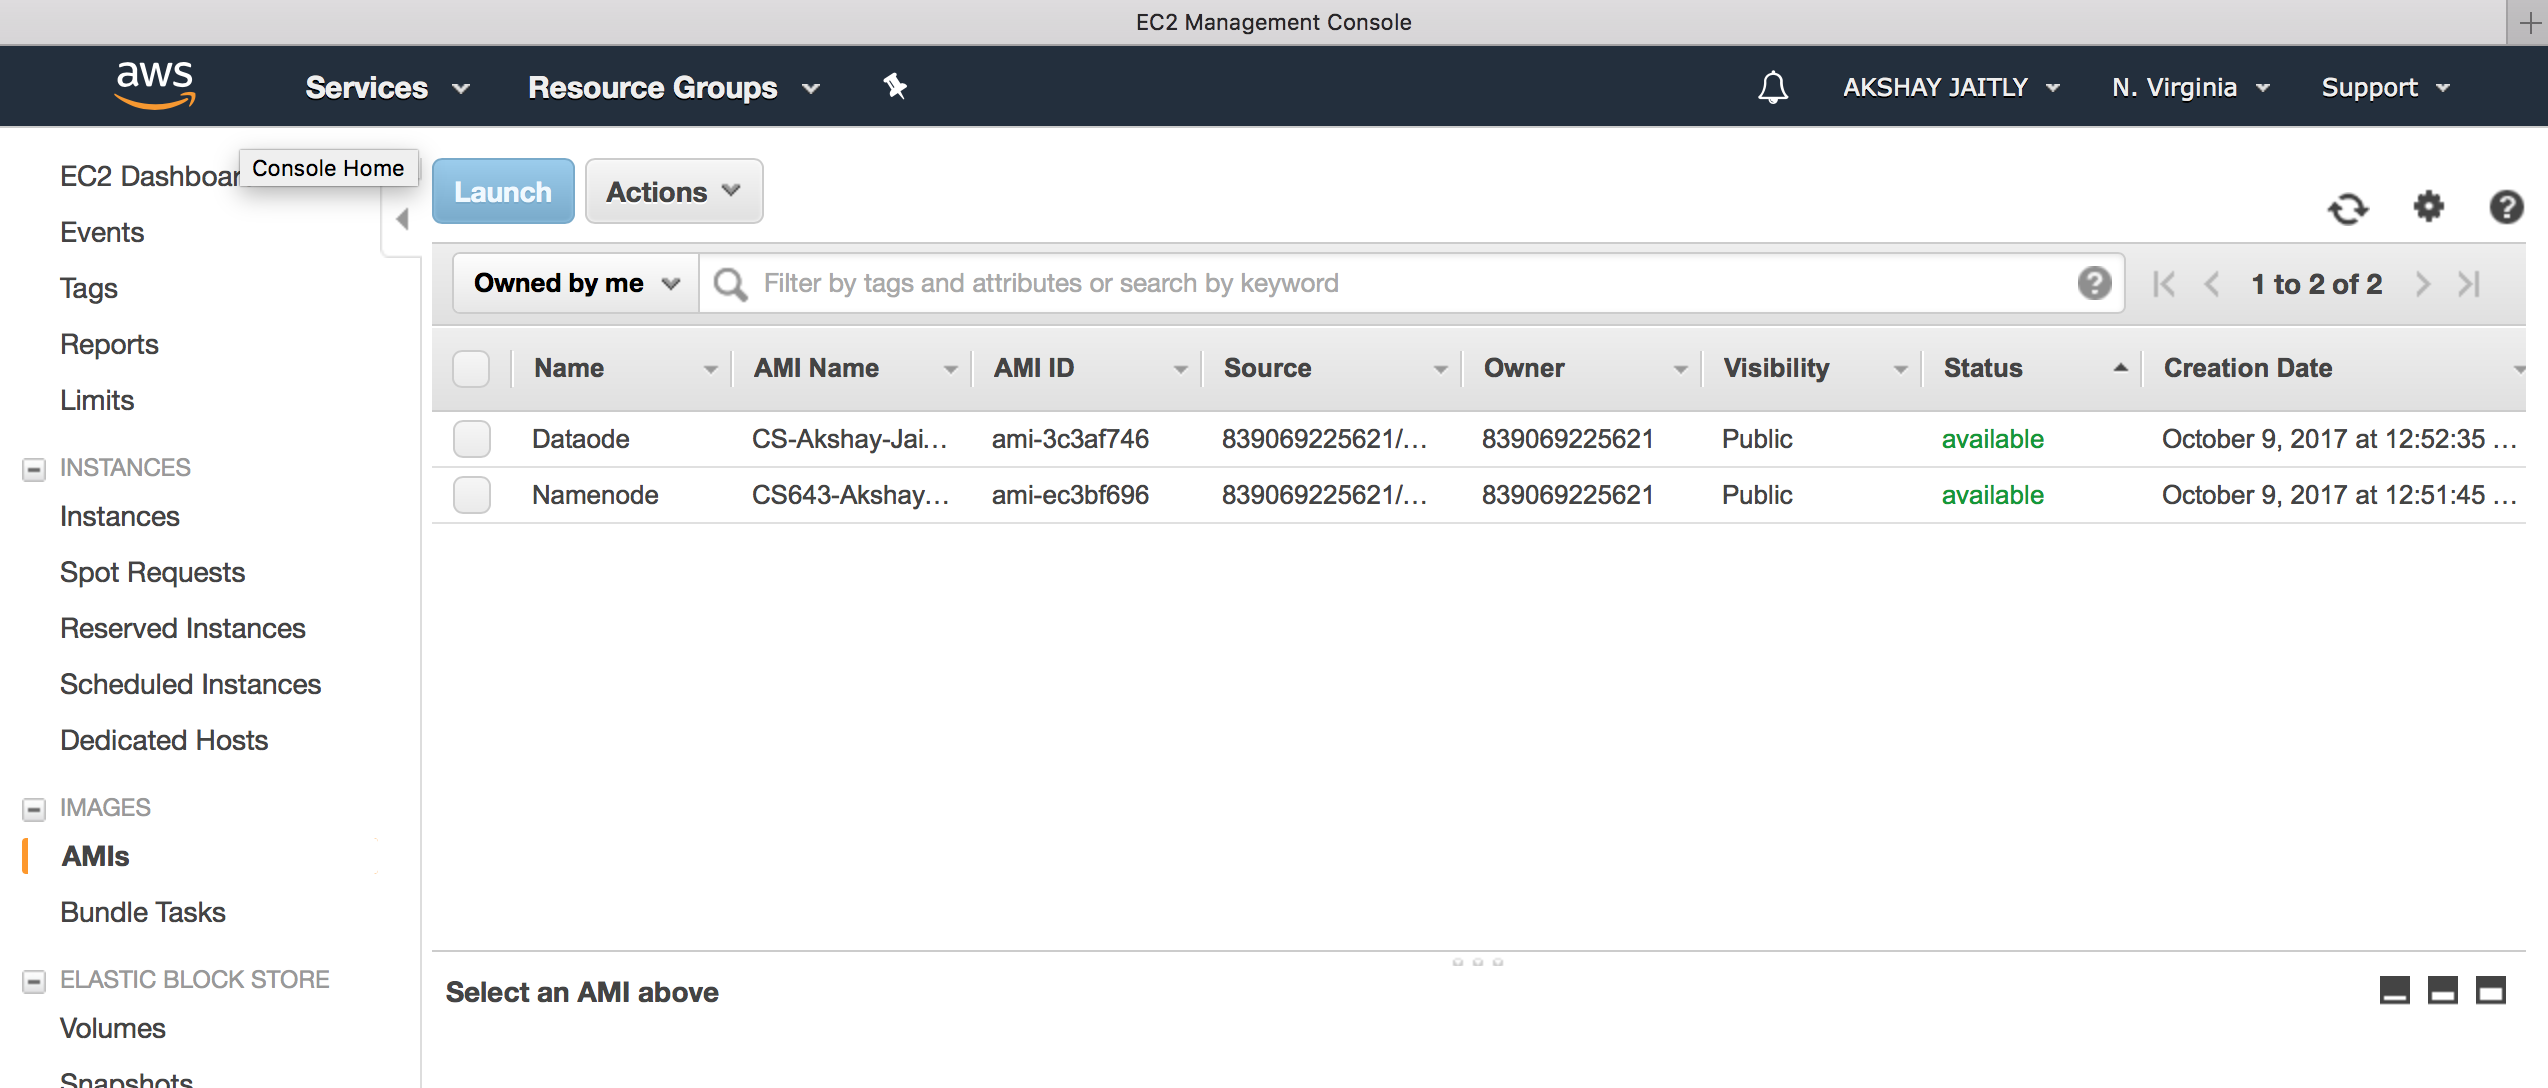 EC2 Management Console
aws
Services
Resource Groups
AKSHAY JAITLY
N. Virginia
Support
EC2 Dashboar
Console Home
Events
Tags
Reports
Limits
INSTANCES
Instances
Spot Requests
Reserved Instances
Scheduled Instances
Dedicated Hosts
IMAGES
AMIs
Bundle Tasks
ELASTIC BLOCK STORE
Volumes
Snapshots
Launch
Actions
Owned by me
Filter by tags and attributes or search by keyword
1 to 2 of 2
Name AMI Name AMI ID Source Owner Visibility Status Creation Date
Dataode CS-Akshay-Jai... ami-3c3af746 839069225621/... 839069225621 Public available October 9, 2017 at 12:52:35 ...
Namenode CS643-Akshay... ami-ec3bf696 839069225621/... 839069225621 Public available October 9, 2017 at 12:51:45 ...
Select an AMI above